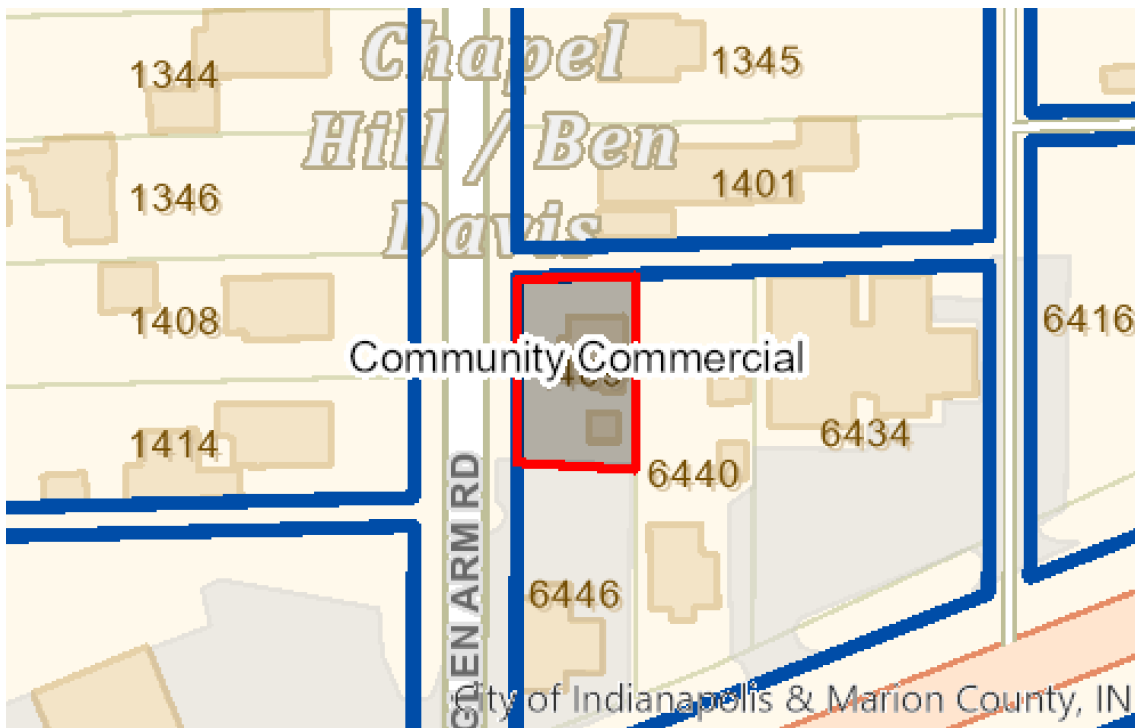 Chapel
Hill / Ben
Davis
1344
1345
1346
1401
1408
6416
Community Commercial
1414
6434
6440
6446
GLEN ARM RD
City of Indianapolis & Marion County, IN